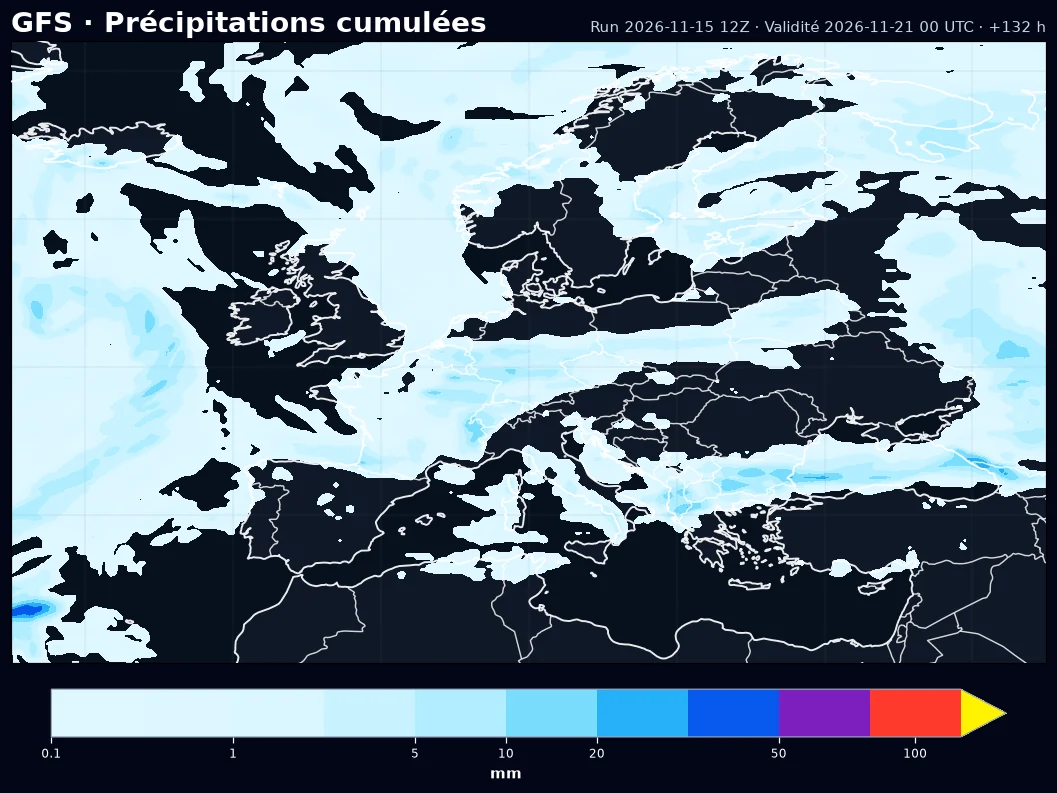 GFS · Précipitations cumulées
Run 2026-11-15 12Z · Validité 2026-11-21 00 UTC · +132 h
0.1 1 5 10 20 50 100
mm